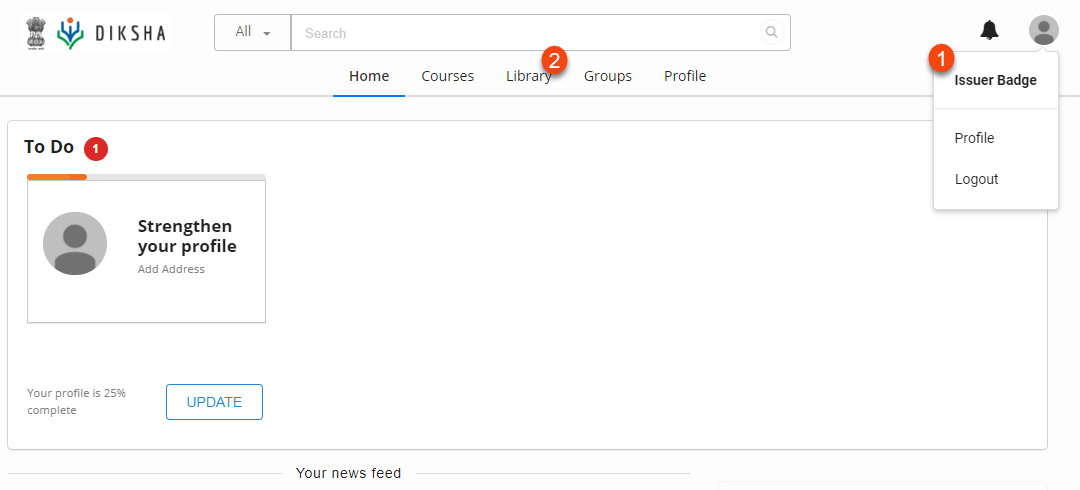 DIKSHA
All
Search
1
2
Home Courses Library Groups Profile
Issuer Badge
Profile
Logout
To Do 1
Strengthen
your profile
Add Address
Your profile is 25%
complete
UPDATE
Your news feed